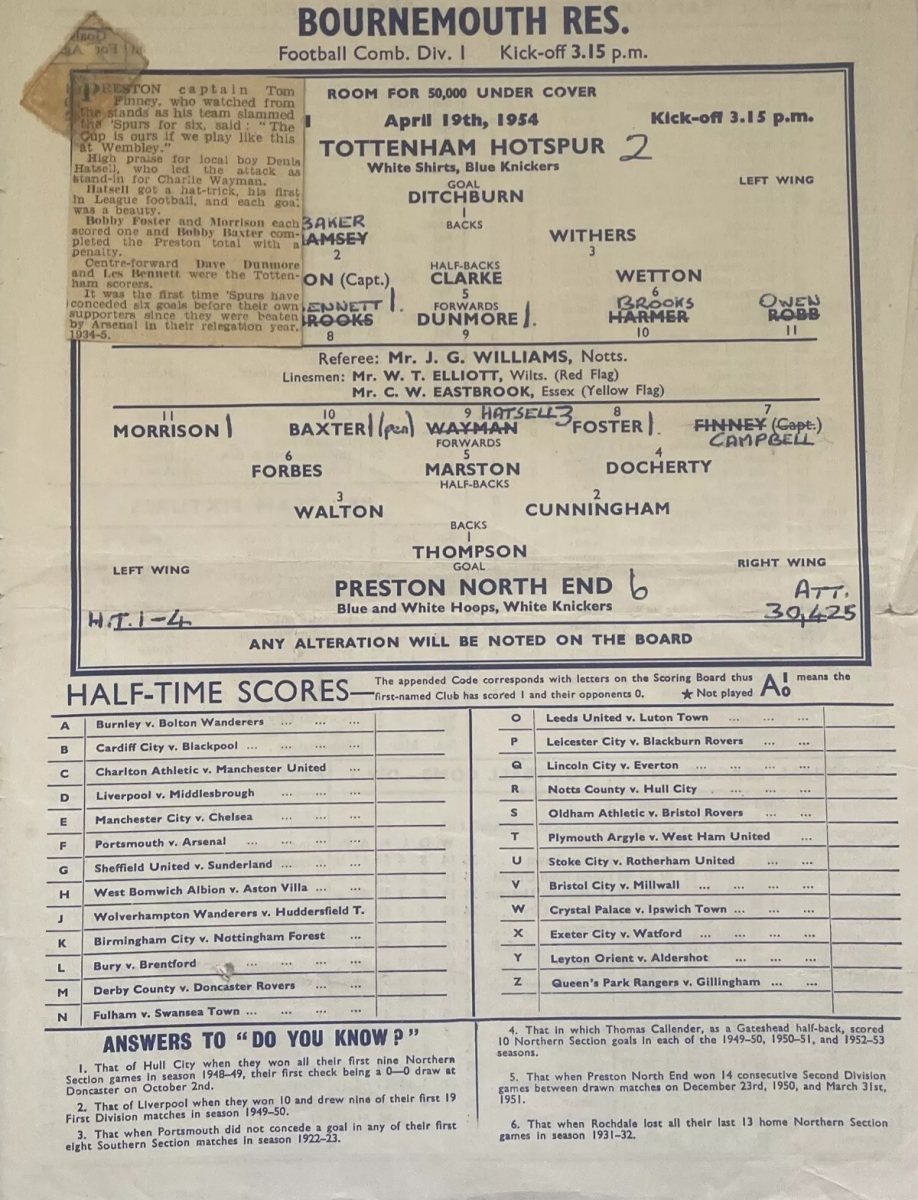 BOURNEMOUTH RES.
Football Comb. Div. 1 Kick-off 3.15 p.m.
PRESTON captain Tom
Finney, who watched from
the stands as his team slammed
the 'Spurs for six, said: "The
Cup is ours if we play like this
at Wembley."
High praise for local boy Denis
Hatsell, who led the attack as
stand-in for Charlie Wayman.
Hatsell got a hat-trick, his first
in League football, and each goal
was a beauty.
Bobby Foster and Morrison each
scored one and Bobby Baxter com-
pleted the Preston total with a
penalty.
Centre-forward Dave Dunmore
and Les Bennett were the Totten-
ham scorers.
It was the first time 'Spurs have
conceded six goals before their own
supporters since they were beaten
by Arsenal in their relegation year,
1934-5.
ROOM FOR 50,000 UNDER COVER
April 19th, 1954 Kick-off 3.15 p.m.
TOTTENHAM HOTSPUR 2
White Shirts, Blue Knickers
LEFT WING
GOAL
DITCHBURN
1
BACKS
BAKER
AMSEY WITHERS
2 3
HALF-BACKS
ON (Capt.) CLARKE WETTON
5 6
ENNETT 1. FORWARDS BROOKS OWEN
ROOKS DUNMORE 1. HARMER ROBB
8 9 10 11
Referee: Mr. J. G. WILLIAMS, Notts.
Linesmen: Mr. W. T. ELLIOTT, Wilts. (Red Flag)
Mr. C. W. EASTBROOK, Essex (Yellow Flag)
11 10 9 HATSELL 3 8 7
MORRISON 1 BAXTER 1 (pen) WAYMAN FOSTER 1. FINNEY (Capt.)
FORWARDS CAMPBELL
6 5 4
FORBES MARSTON DOCHERTY
HALF-BACKS
3 2
WALTON CUNNINGHAM
BACKS
1
THOMPSON
GOAL
LEFT WING RIGHT WING
PRESTON NORTH END 6
Blue and White Hoops, White Knickers
H.T. 1-4
ATT.
30,425
ANY ALTERATION WILL BE NOTED ON THE BOARD
HALF-TIME SCORES— The appended Code corresponds with letters on the Scoring Board thus A 1 0 means the
first-named Club has scored 1 and their opponents 0. ★ Not played
A Burnley v. Bolton Wanderers ... ... ...
B Cardiff City v. Blackpool ... ... ...
C Charlton Athletic v. Manchester United ...
D Liverpool v. Middlesbrough ... ... ...
E Manchester City v. Chelsea ... ...
F Portsmouth v. Arsenal ... ... ...
G Sheffield United v. Sunderland ... ... ...
H West Bomwich Albion v. Aston Villa ... ...
J Wolverhampton Wanderers v. Huddersfield T.
K Birmingham City v. Nottingham Forest ...
L Bury v. Brentford ... ... ...
M Derby County v. Doncaster Rovers ... ...
N Fulham v. Swansea Town ... ... ...
O Leeds United v. Luton Town ... ...
P Leicester City v. Blackburn Rovers ... ...
Q Lincoln City v. Everton ... ... ...
R Notts County v. Hull City . ... ...
S Oldham Athletic v. Bristol Rovers ... ...
T Plymouth Argyle v. West Ham United ...
U Stoke City v. Rotherham United ... ...
V Bristol City v. Millwall ... ... ...
W Crystal Palace v. Ipswich Town ... ... ...
X Exeter City v. Watford ... ... ...
Y Leyton Orient v. Aldershot ... ... ...
Z Queen's Park Rangers v. Gillingham ... ...
ANSWERS TO "DO YOU KNOW?"
1. That of Hull City when they won all their first nine Northern
Section games in season 1948-49, their first check being a 0—0 draw at
Doncaster on October 2nd.
2. That of Liverpool when they won 10 and drew nine of their first 19
First Division matches in season 1949-50.
3. That when Portsmouth did not concede a goal in any of their first
eight Southern Section matches in season 1922-23.
4. That in which Thomas Callender, as a Gateshead half-back, scored
10 Northern Section goals in each of the 1949-50, 1950-51, and 1952-53
seasons.
5. That when Preston North End won 14 consecutive Second Division
games between drawn matches on December 23rd, 1950, and March 31st,
1951.
6. That when Rochdale lost all their last 13 home Northern Section
games in season 1931-32.